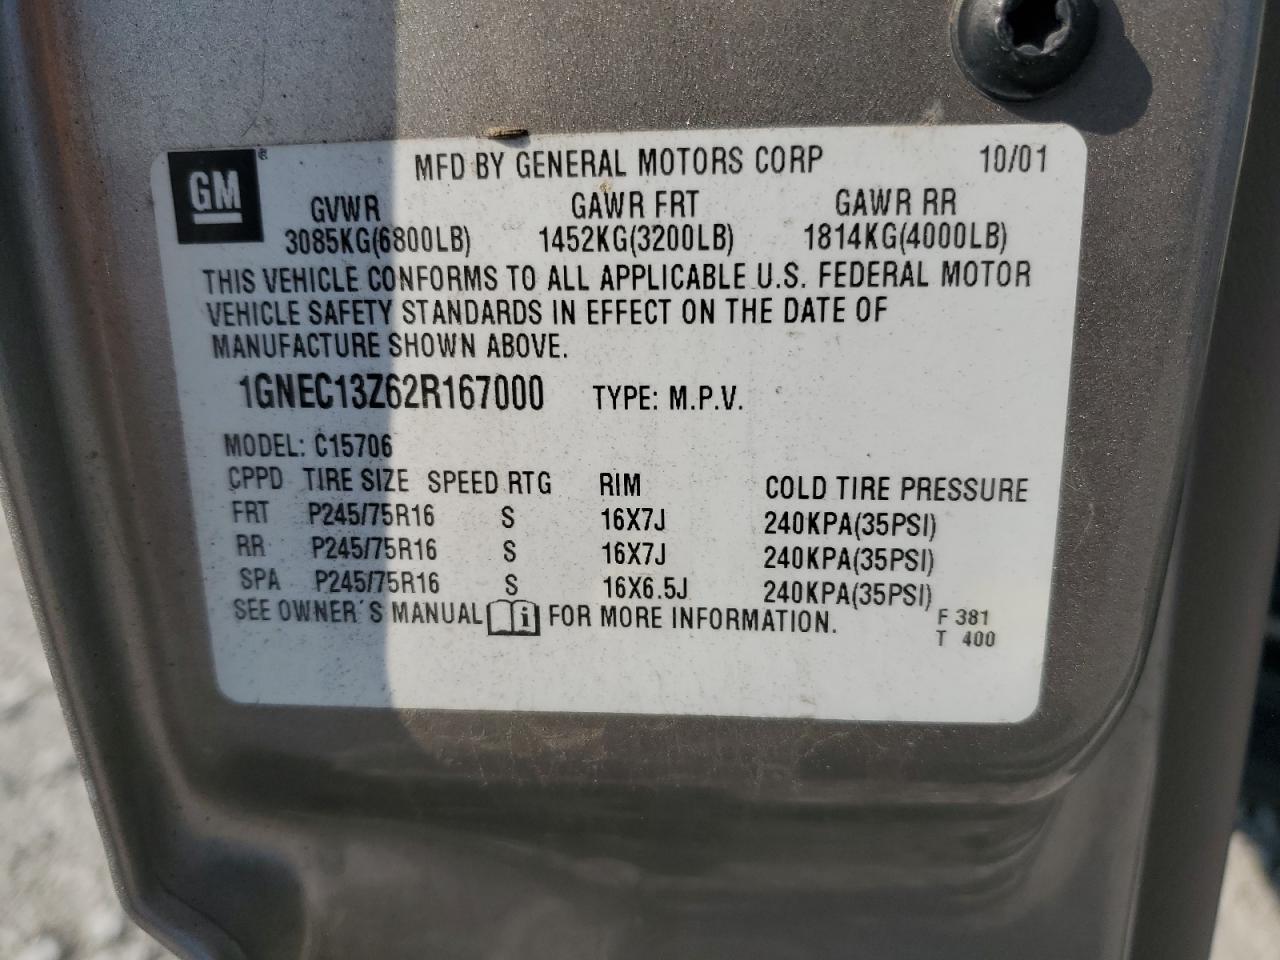 GM ® MFD BY GENERAL MOTORS CORP 10/01
GVWR GAWR FRT GAWR RR
3085KG(6800LB) 1452KG(3200LB) 1814KG(4000LB)
THIS VEHICLE CONFORMS TO ALL APPLICABLE U.S. FEDERAL MOTOR
VEHICLE SAFETY STANDARDS IN EFFECT ON THE DATE OF
MANUFACTURE SHOWN ABOVE.
1GNEC13Z62R167000 TYPE: M.P.V.
MODEL: C15706
CPPD TIRE SIZE SPEED RTG RIM COLD TIRE PRESSURE
FRT P245/75R16 S 16X7J 240KPA(35PSI)
RR P245/75R16 S 16X7J 240KPA(35PSI)
SPA P245/75R16 S 16X6.5J 240KPA(35PSI)
SEE OWNER'S MANUAL i FOR MORE INFORMATION.
F 381
T 400